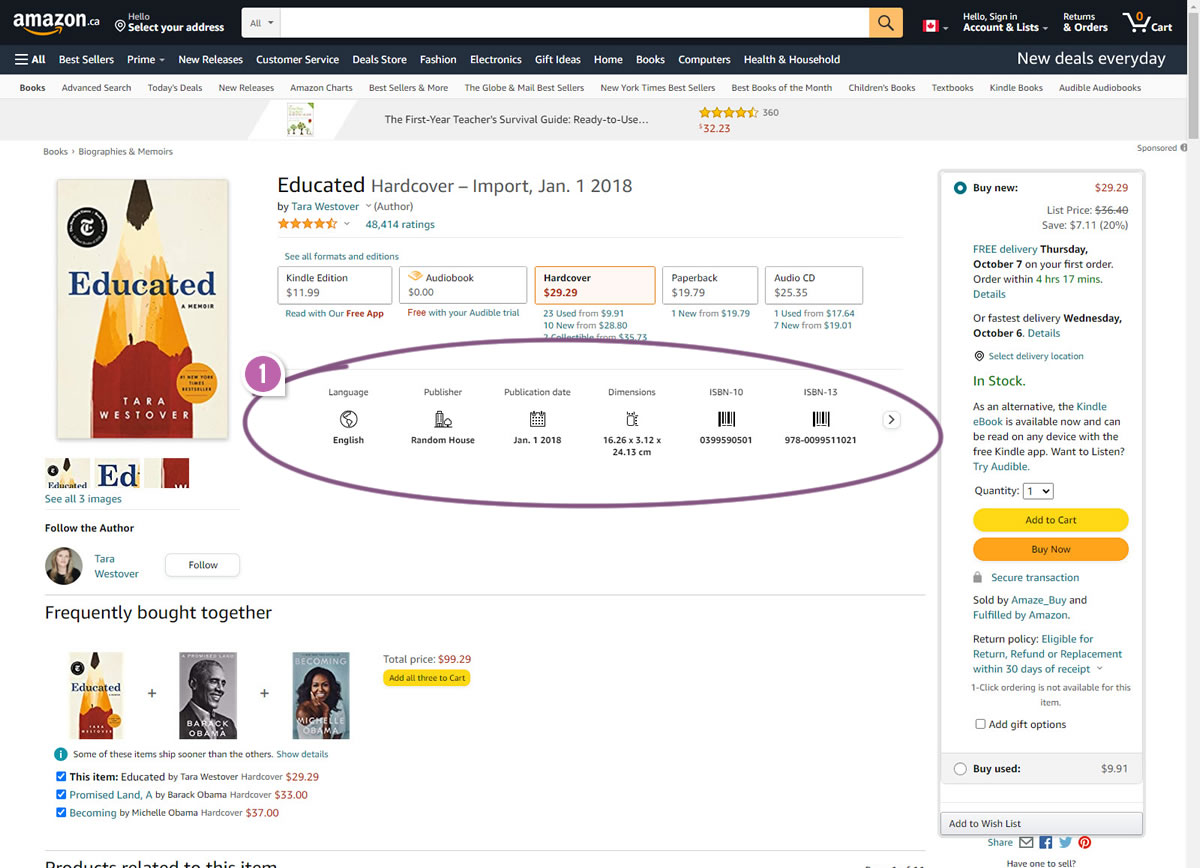 amazon.ca
Hello
Select your address
All
Hello, Sign in
Account & Lists
Returns
& Orders
0
Cart
All
Best Sellers
Prime
New Releases
Customer Service
Deals Store
Fashion
Electronics
Gift Ideas
Home
Books
Computers
Health & Household
New deals everyday
Books
Advanced Search
Today's Deals
New Releases
Amazon Charts
Best Sellers & More
The Globe & Mail Best Sellers
New York Times Best Sellers
Best Books of the Month
Children's Books
Textbooks
Kindle Books
Audible Audiobooks
The First-Year Teacher's Survival Guide: Ready-to-Use...
360
$32.23
Sponsored
Books › Biographies & Memoirs
Educated
A MEMOIR
#1 NEW YORK
TIMES
BESTSELLER
TARA
WESTOVER
Educated
Ed
See all 3 images
Follow the Author
Tara
Westover
Follow
Educated Hardcover – Import, Jan. 1 2018
by Tara Westover (Author)
48,414 ratings
See all formats and editions
Kindle Edition
$11.99
Read with Our Free App
Audiobook
$0.00
Free with your Audible trial
Hardcover
$29.29
23 Used from $9.91
10 New from $28.80
2 Collectible from $35.73
Paperback
$19.79
1 New from $19.79
Audio CD
$25.35
1 Used from $17.64
7 New from $19.01
1
Language
English
Publisher
Random House
Publication date
Jan. 1 2018
Dimensions
16.26 x 3.12 x
24.13 cm
ISBN-10
0399590501
ISBN-13
978-0099511021
Buy new:
$29.29
List Price: $36.40
Save: $7.11 (20%)
FREE delivery Thursday,
October 7 on your first order.
Order within 4 hrs 17 mins.
Details
Or fastest delivery Wednesday,
October 6. Details
Select delivery location
In Stock.
As an alternative, the Kindle
eBook is available now and can
be read on any device with the
free Kindle app. Want to Listen?
Try Audible.
Quantity: 1
Add to Cart
Buy Now
Secure transaction
Sold by Amaze_Buy and
Fulfilled by Amazon.
Return policy: Eligible for
Return, Refund or Replacement
within 30 days of receipt
1-Click ordering is not available for this
item.
Add gift options
Buy used:
$9.91
Add to Wish List
Share
Have one to sell?
Frequently bought together
Educated
TARA
WESTOVER
+
A PROMISED LAND
BARACK
OBAMA
+
BECOMING
MICHELLE
OBAMA
Total price: $99.29
Add all three to Cart
Some of these items ship sooner than the others. Show details
This item: Educated by Tara Westover Hardcover $29.29
Promised Land, A by Barack Obama Hardcover $33.00
Becoming by Michelle Obama Hardcover $37.00
Products related to this item